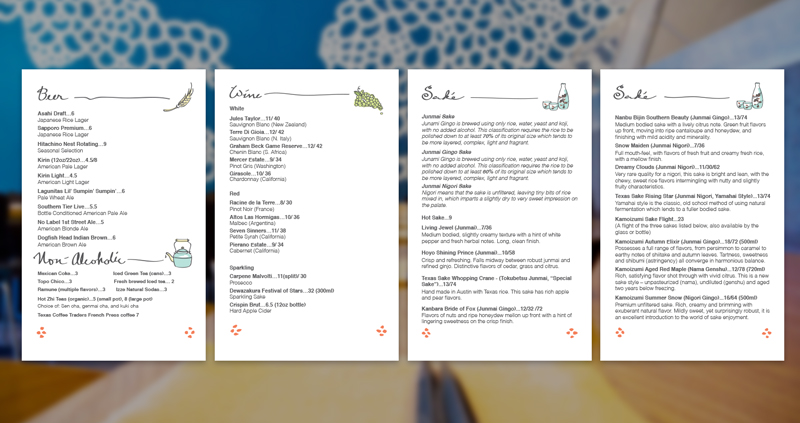 Beer
Asahi Draft...6
Japanese Rice Lager
Sapporo Premium...6
Japanese Rice Lager
Hitachino Nest Rotating...9
Seasonal Selection
Kirin (12oz/22oz)...4.5/8
American Pale Lager
Kirin Light...4.5
American Light Lager
Lagunitas Lil' Sumpin' Sumpin'...6
Pale Wheat Ale
Southern Tier Live...5.5
Bottle Conditioned American Pale Ale
No Label 1st Street Ale...5
American Blonde Ale
Dogfish Head Indian Brown...6
American Brown Ale
Non-Alcoholic
Mexican Coke...3 Iced Green Tea (cans)...3
Topo Chico...3 Fresh brewed iced tea... 2
Ramune (multiple flavors)...3 Izze Natural Sodas...3
Hot Zhi Tees (organic)...3 (small pot), 8 (large pot)
Choice of: Sen cha, genmai cha, and kuki cha
Texas Coffee Traders French Press coffee 7
Wine
White
Jules Taylor...11/ 40
Sauvignon Blanc (New Zealand)
Terre Di Gioia...12/ 42
Sauvignon Blanc (N. Italy)
Graham Beck Game Reserve...12/ 42
Chenin Blanc (S. Africa)
Mercer Estate...9/ 34
Pinot Gris (Washington)
Girasole...10/ 36
Chardonnay (California)
Red
Racine de la Terre...8/ 30
Pinot Noir (France)
Altos Las Hormigas...10/ 36
Malbec (Argentina)
Seven Sinners...11/ 38
Petite Syrah (California)
Pierano Estate...9/ 34
Cabernet (California)
Sparkling
Carpene Malvolti...11(split)/ 30
Prosecco
Dewazakura Festival of Stars...32 (300ml)
Sparkling Sake
Crispin Brut...6.5 (12oz bottle)
Hard Apple Cider
Saké
Junmai Sake
Junami Gingo is brewed using only rice, water, yeast and koji,
with no added alcohol. This classification requires the rice to be
polished down to at least 70% of its original size which tends to
be more layered, complex, light and fragrant.
Junmai Gingo Sake
Junami Gingo is brewed using only rice, water, yeast and koji,
with no added alcohol. This classification requires the rice to be
polished down to at least 60% of its original size which tends to
be more layered, complex, light and fragrant.
Junmai Nigori Sake
Nigori means that the sake is unfiltered, leaving tiny bits of rice
mixed in, which imparts a slightly dry to very sweet impression on
the palate.
Hot Sake...9
Living Jewel (Junmai)...7/36
Medium bodied, slighly creamy texture with a hint of white
pepper and fresh herbal notes. Long, clean finish.
Hoyo Shining Prince (Junmai)...10/58
Crisp and refreshing. Falls midway between robust junmai and
refined ginjo. Distinctive flavors of cedar, grass and citrus.
Texas Sake Whopping Crane - (Tokubetsu Junmai, "Special
Sake")...13/74
Hand made in Austin with Texas rice. This sake has rich apple
and pear flavors.
Kanbara Bride of Fox (Junmai Gingo)...12/32 /72
Flavors of nuts and ripe honeydew mellon up front with a hint of
lingering sweetness on the crisp finish.
Saké
Nanbu Bijin Southern Beauty (Junmai Gingo)...13/74
Medium bodied sake with a lively citrus note. Green fruit flavors
up front, moving into ripe cantaloupe and honeydew, and
finishing with mild acidity and minerality.
Snow Maiden (Junmai Nigori)...7/36
Full mouth-feel, with flavors of fresh fruit and creamy fresh rice,
with a mellow finish.
Dreamy Clouds (Junmai Nigori)...11/30/62
Very rare quality for a nigori, this sake is bright and lean, with the
chewy, sweet rice flavors intermingling with nutty and slightly
fruity characteristics.
Texas Sake Rising Star (Junmai Nigori, Yamahai Style)...13/74
Yamahai style is the classic, old school method of using natural
fermentation which lends to a fuller bodied sake.
Kamoizumi Sake Flight...23
(A flight of the three sakes listed below, also available by the
glass or bottle)
Kamoizumi Autumn Elixir (Junmai Gingo)...18/72 (500ml)
Possesses a full range of flavors, from persimmon to caramel to
earthy notes of shiitake and autumn leaves. Tartness, sweetness
and shibumi (astringency) all converge in harmonious balance.
Kamoizumi Aged Red Maple (Nama Genshu)...12/78 (720ml)
Rich, satisfying flavor shot through with vivid citrus. This is a new
sake style - unpasteurized (nama), undiluted (genshu) and aged
two years before freezing.
Kamoizumi Summer Snow (Nigori Gingo)...16/64 (500ml)
Premium unfiltered sake. Rich, creamy and brimming with
exuberant natural flavor. Mildly sweet, yet surprisingly robust, it is
an excellent introduction to the world of sake enjoyment.